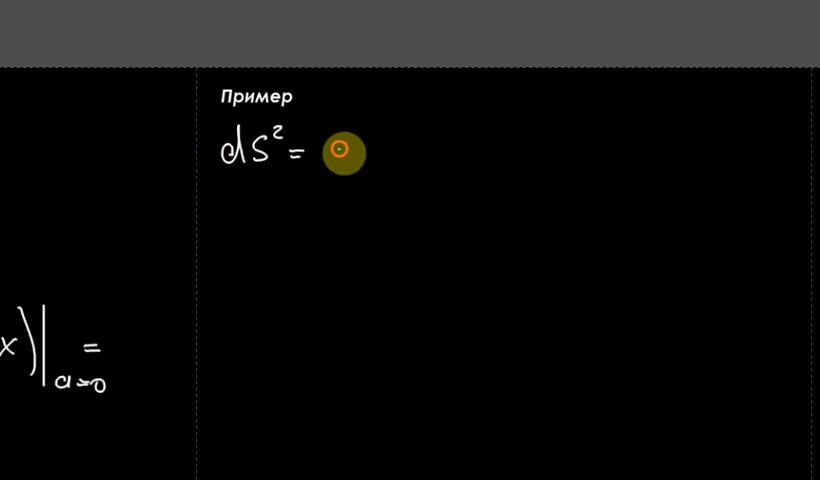 Пример
ds² =
x)| a=0 =